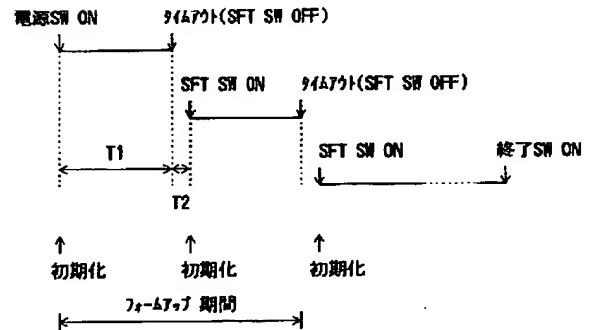 電源SW ON
ﾀｲﾑｱｳﾄ(SFT SW OFF)
SFT SW ON
ﾀｲﾑｱｳﾄ(SFT SW OFF)
T1
SFT SW ON
終了SW ON
T2
初期化
初期化
初期化
ﾌｫｰﾑｱｯﾌﾟ 期間